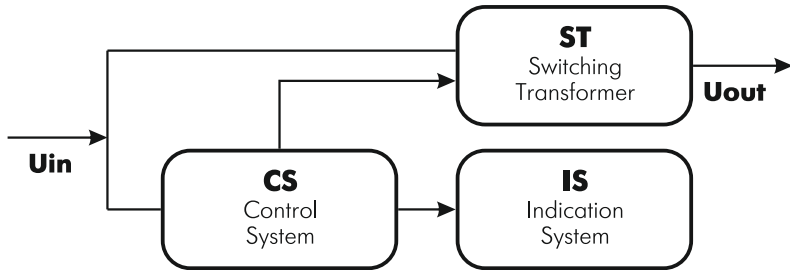 ST
Switching
Transformer
Uout
Uin
CS
Control
System
IS
Indication
System